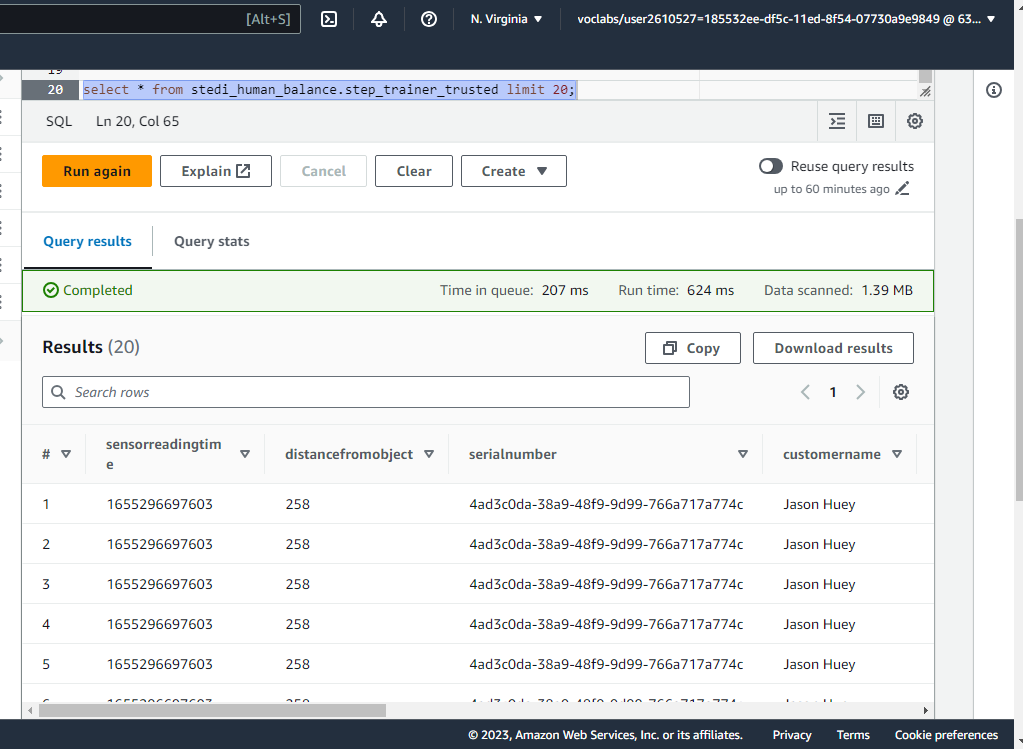 [Alt+S] N. Virginia ▼ voclabs/user2610527=185532ee-df5c-11ed-8f54-07730a9e9849 @ 63... ▼
19
20 select * from stedi_human_balance.step_trainer_trusted limit 20;
SQL Ln 20, Col 65
Run again Explain Cancel Clear Create ▼ Reuse query results
up to 60 minutes ago
Query results Query stats
Completed Time in queue: 207 ms Run time: 624 ms Data scanned: 1.39 MB
Results (20) Copy Download results
Search rows 1
# sensorreadingtim
e distancefromobject serialnumber customername
1 1655296697603 258 4ad3c0da-38a9-48f9-9d99-766a717a774c Jason Huey
2 1655296697603 258 4ad3c0da-38a9-48f9-9d99-766a717a774c Jason Huey
3 1655296697603 258 4ad3c0da-38a9-48f9-9d99-766a717a774c Jason Huey
4 1655296697603 258 4ad3c0da-38a9-48f9-9d99-766a717a774c Jason Huey
5 1655296697603 258 4ad3c0da-38a9-48f9-9d99-766a717a774c Jason Huey
© 2023, Amazon Web Services, Inc. or its affiliates. Privacy Terms Cookie preferences